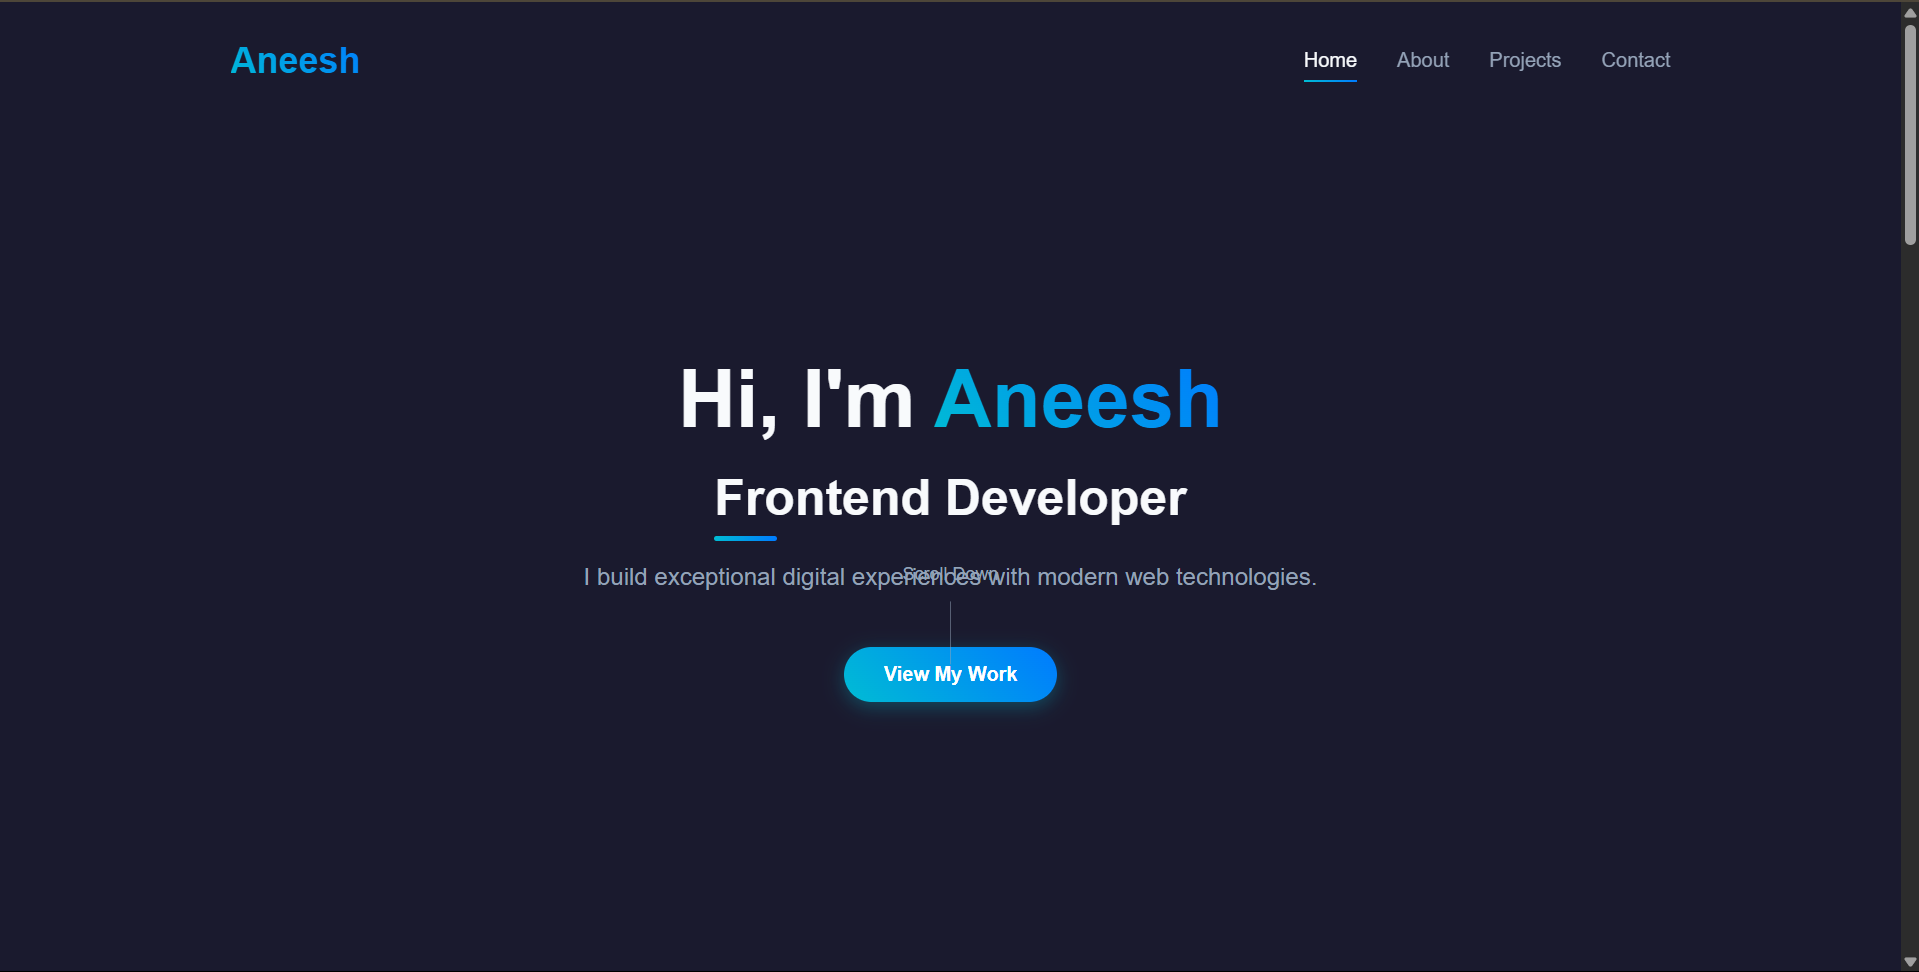 Aneesh
Home About Projects Contact
Hi, I'm Aneesh
Frontend Developer
I build exceptional digital experiences with modern web technologies.
Scroll Down
View My Work